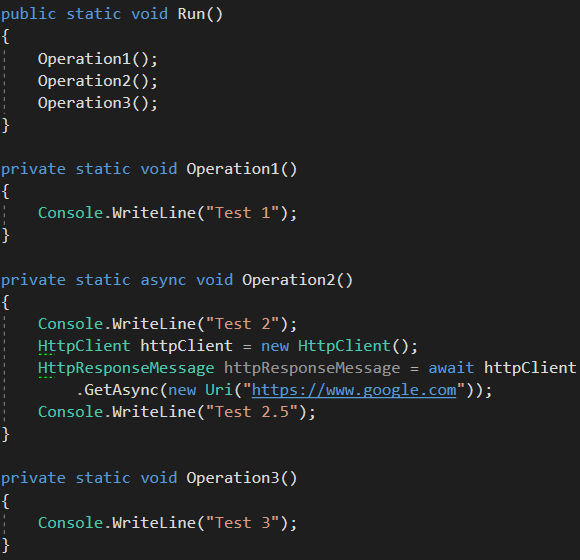 public static void Run()
{
    Operation1();
    Operation2();
    Operation3();
}

private static void Operation1()
{
    Console.WriteLine("Test 1");
}

private static async void Operation2()
{
    Console.WriteLine("Test 2");
    HttpClient httpClient = new HttpClient();
    HttpResponseMessage httpResponseMessage = await httpClient
        .GetAsync(new Uri("https://www.google.com"));
    Console.WriteLine("Test 2.5");
}

private static void Operation3()
{
    Console.WriteLine("Test 3");
}